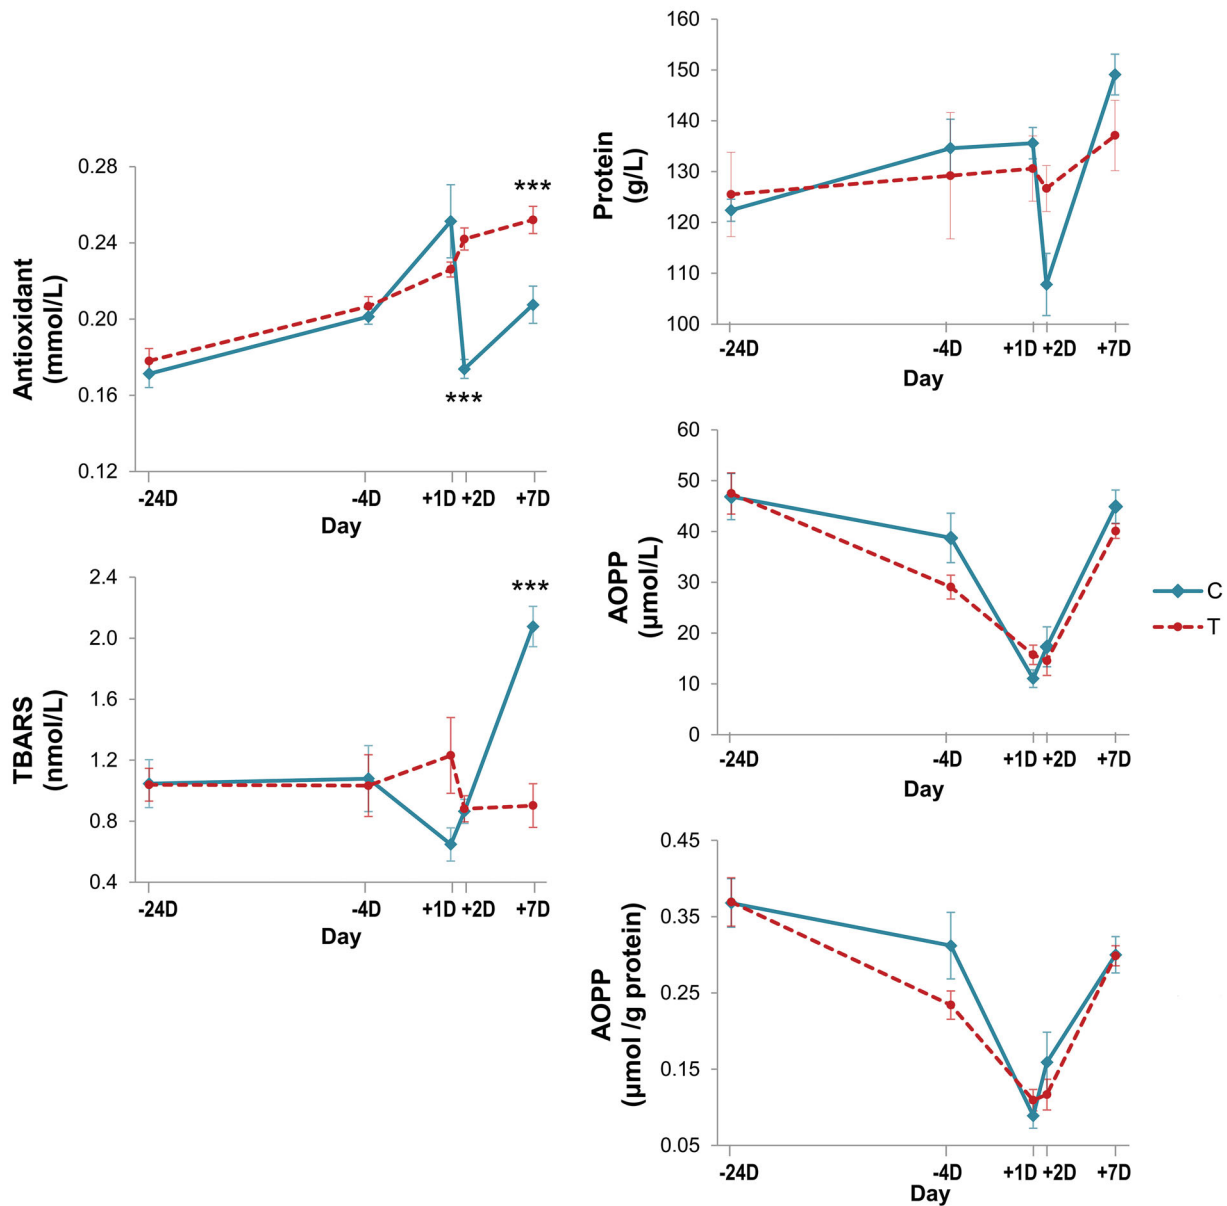 Antioxidant
(mmol/L)
0.28
0.24
0.20
0.16
0.12
***
***
-24D -4D +1D +2D +7D
Day
TBARS
(nmol/L)
2.4
2.0
1.6
1.2
0.8
0.4
***
-24D -4D +1D +2D +7D
Day
Protein
(g/L)
160
150
140
130
120
110
100
-24D -4D +1D +2D +7D
Day
AOPP
(µmol/L)
60
50
40
30
20
10
0
-24D -4D +1D +2D +7D
Day
AOPP
(µmol /g protein)
0.45
0.35
0.25
0.15
0.05
-24D -4D +1D +2D +7D
Day
C
T